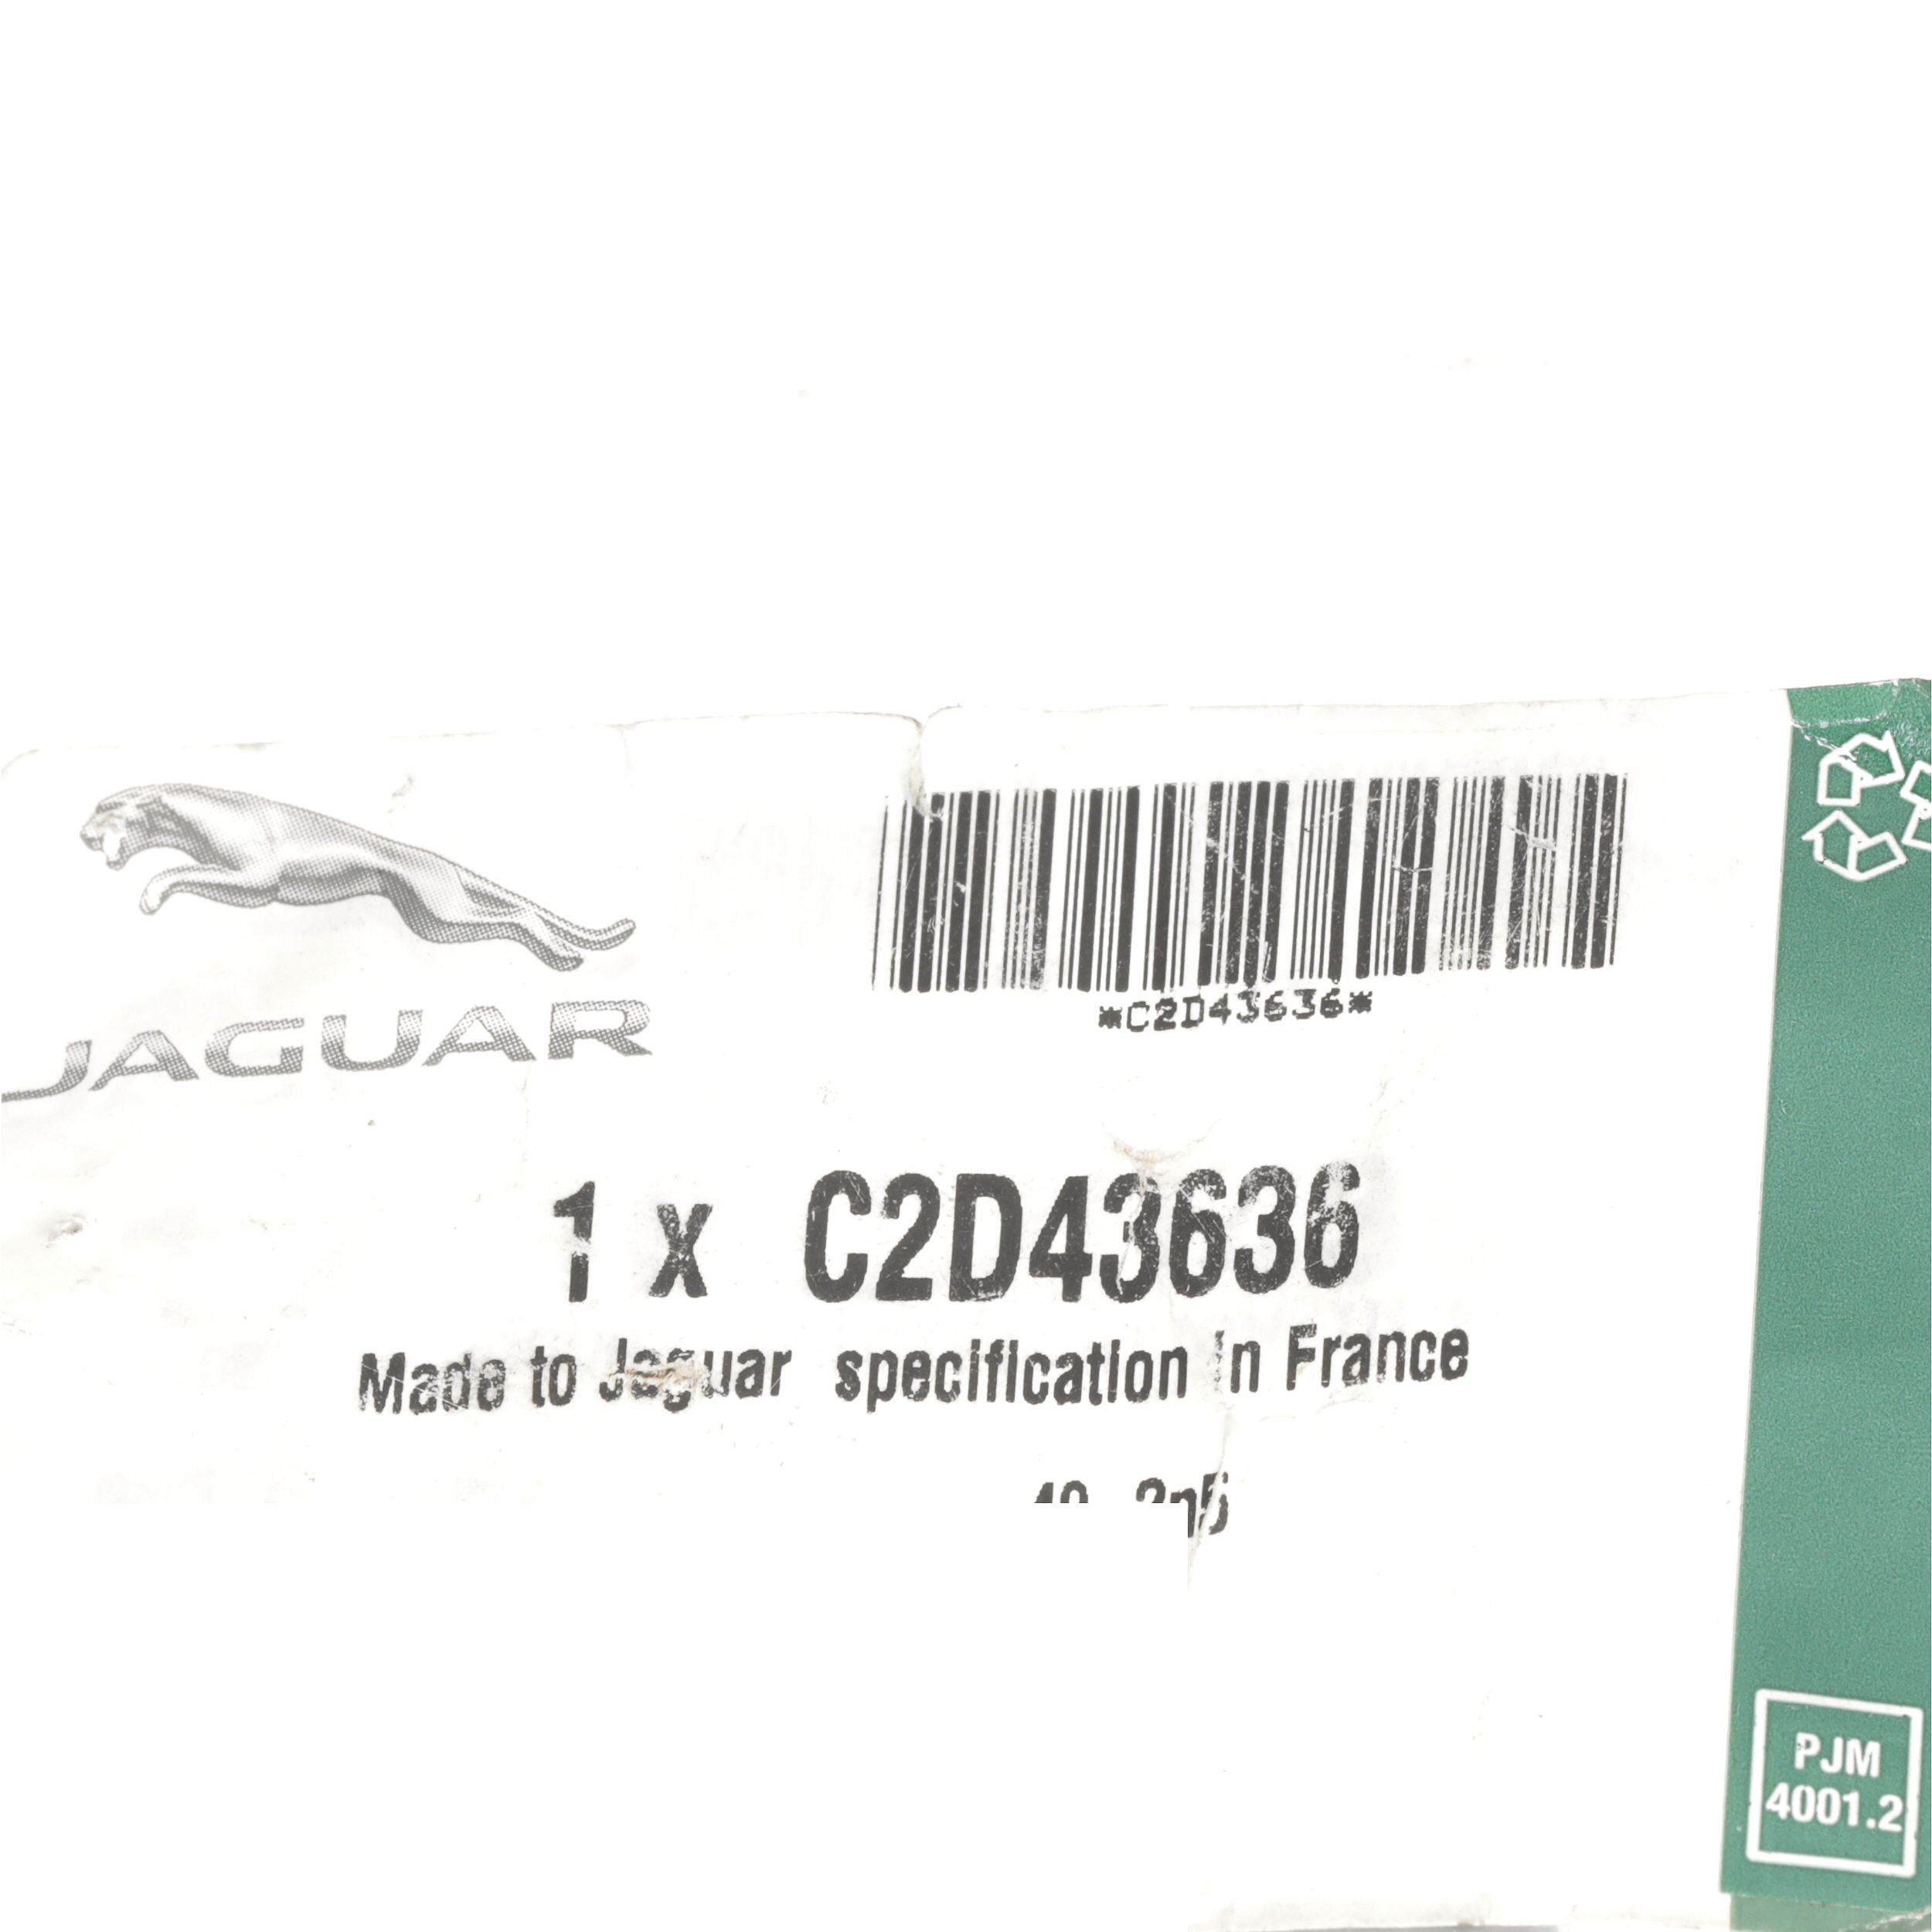 JAGUAR
*C2D43636*
1 x C2D43636
Made to Jaguar specification in France
PJM
4001.2